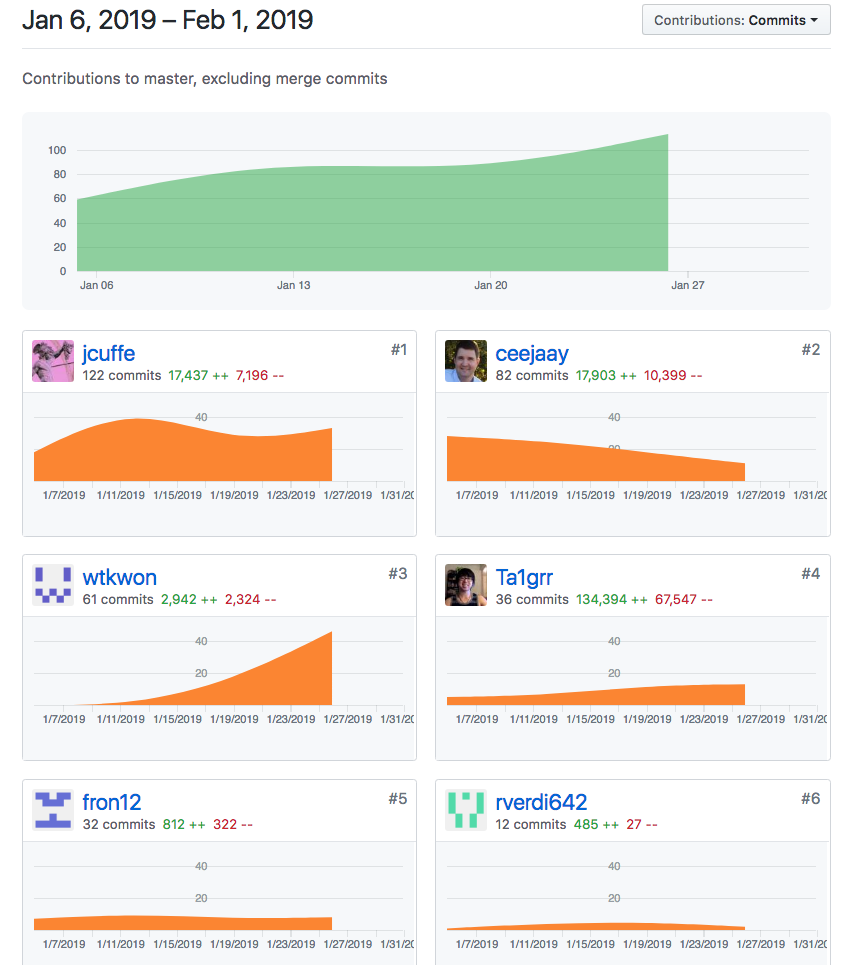 Jan 6, 2019 – Feb 1, 2019
Contributions: Commits
Contributions to master, excluding merge commits
100
80
60
40
20
0
Jan 06 Jan 13 Jan 20 Jan 27
jcuffe #1
122 commits 17,437 ++ 7,196 --
40
1/7/2019 1/11/2019 1/15/2019 1/19/2019 1/23/2019 1/27/2019 1/31/20
ceejaay #2
82 commits 17,903 ++ 10,399 --
40
20
1/7/2019 1/11/2019 1/15/2019 1/19/2019 1/23/2019 1/27/2019 1/31/20
wtkwon #3
61 commits 2,942 ++ 2,324 --
40
20
1/7/2019 1/11/2019 1/15/2019 1/19/2019 1/23/2019 1/27/2019 1/31/20
Ta1grr #4
36 commits 134,394 ++ 67,547 --
40
20
1/7/2019 1/11/2019 1/15/2019 1/19/2019 1/23/2019 1/27/2019 1/31/20
fron12 #5
32 commits 812 ++ 322 --
40
20
1/7/2019 1/11/2019 1/15/2019 1/19/2019 1/23/2019 1/27/2019 1/31/20
rverdi642 #6
12 commits 485 ++ 27 --
40
20
1/7/2019 1/11/2019 1/15/2019 1/19/2019 1/23/2019 1/27/2019 1/31/20